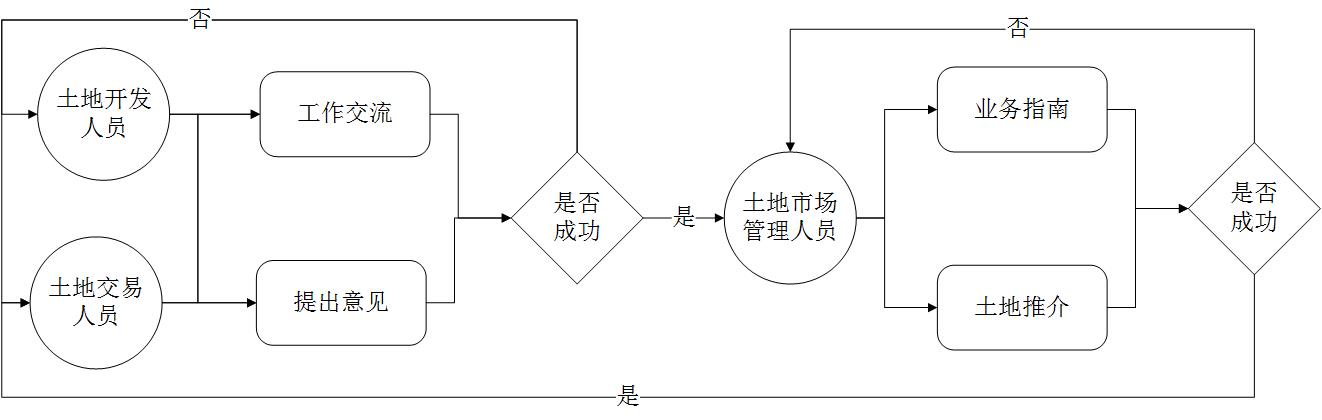 否
否
土地开发
人员
工作交流
业务指南
是否
成功
是
土地市场
管理人员
是否
成功
土地交易
人员
提出意见
土地推介
是